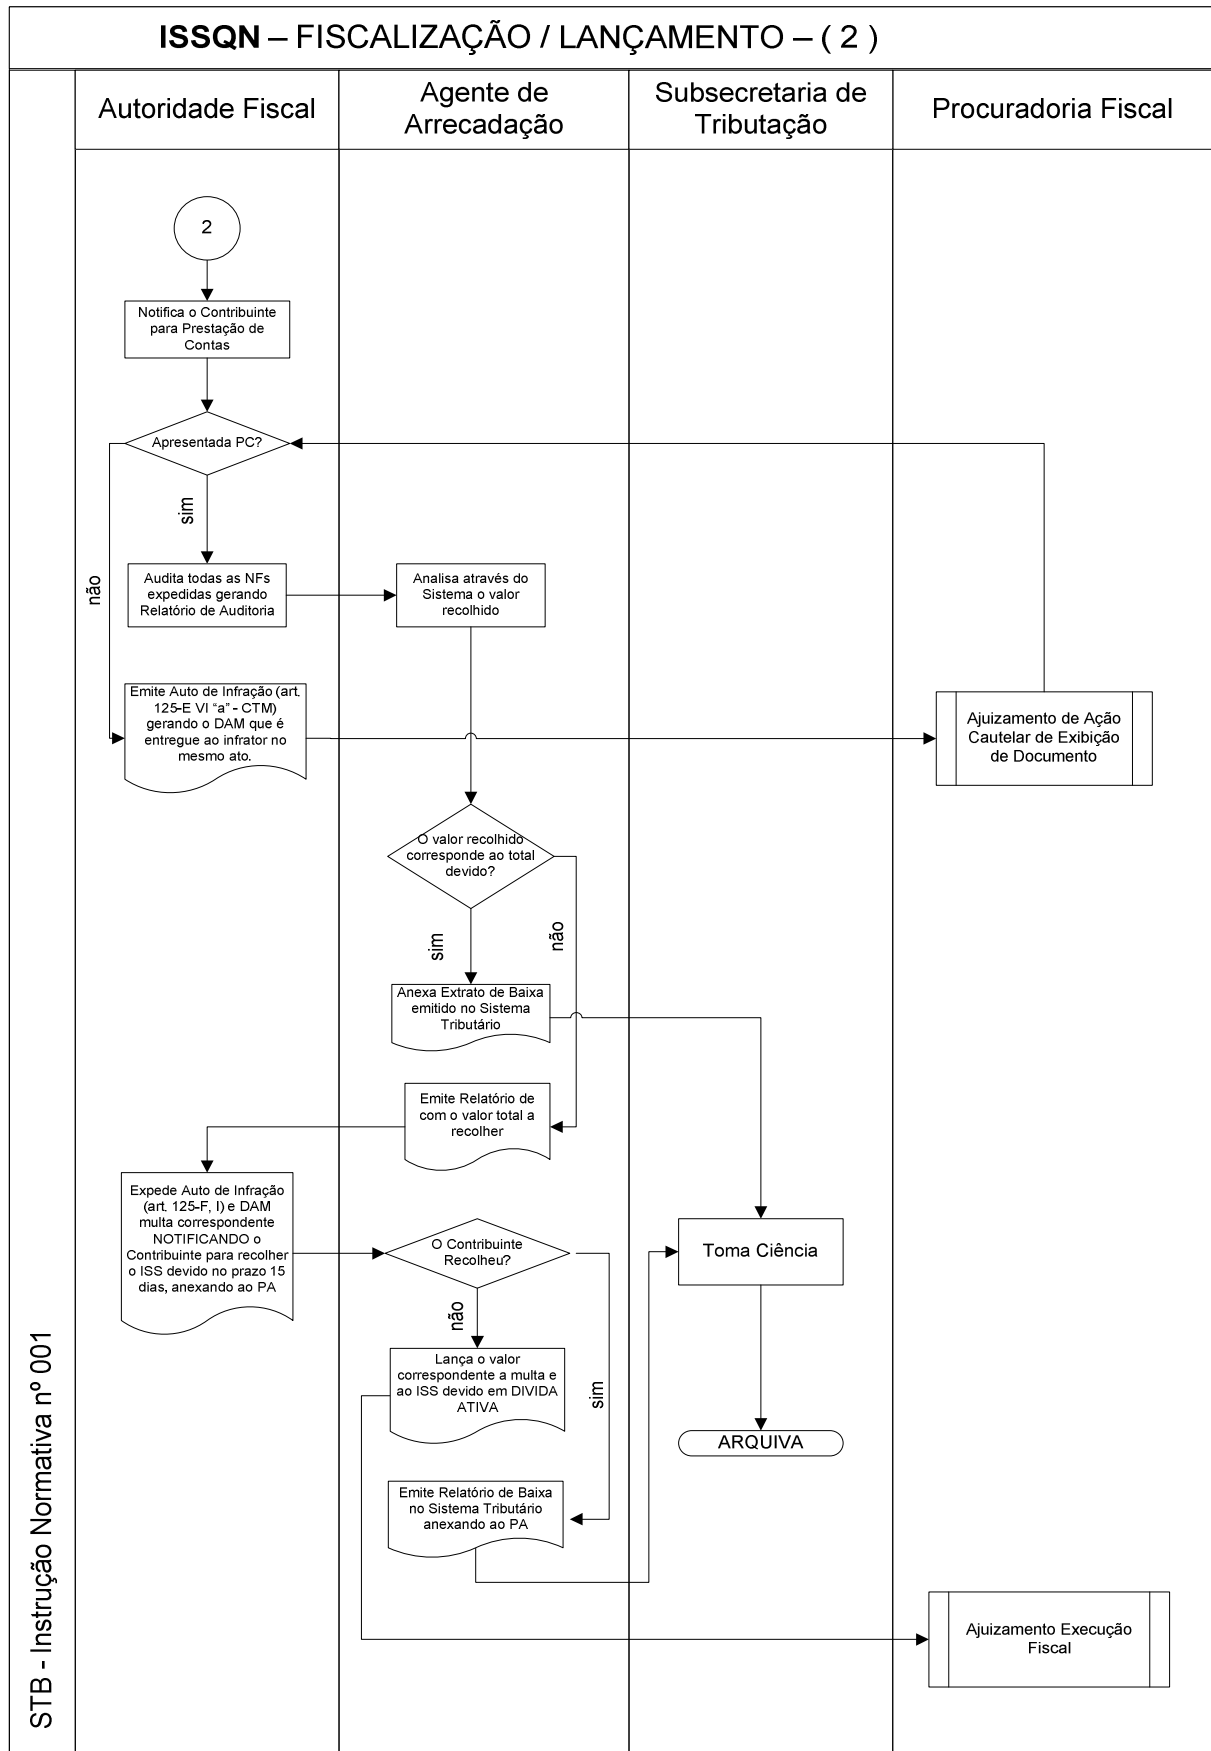 ISSQN – FISCALIZAÇÃO / LANÇAMENTO – ( 2 )
Autoridade Fiscal
Agente de
Arrecadação
Subsecretaria de
Tributação
Procuradoria Fiscal
2
Notifica o Contribuinte
para Prestação de
Contas
Apresentada PC?
sim
não
Audita todas as NFs
expedidas gerando
Relatório de Auditoria
Analisa através do
Sistema o valor
recolhido
Emite Auto de Infração (art.
125-E VI “a” - CTM)
gerando o DAM que é
entregue ao infrator no
mesmo ato.
Ajuizamento de Ação
Cautelar de Exibição
de Documento
O valor recolhido
corresponde ao total
devido?
sim
não
Anexa Extrato de Baixa
emitido no Sistema
Tributário
Emite Relatório de
com o valor total a
recolher
Expede Auto de Infração
(art. 125-F, I) e DAM
multa correspondente
NOTIFICANDO o
Contribuinte para recolher
o ISS devido no prazo 15
dias, anexando ao PA
O Contribuinte
Recolheu?
Toma Ciência
não
sim
Lança o valor
correspondente a multa e
ao ISS devido em DIVIDA
ATIVA
ARQUIVA
Emite Relatório de Baixa
no Sistema Tributário
anexando ao PA
Ajuizamento Execução
Fiscal
STB - Instrução Normativa nº 001